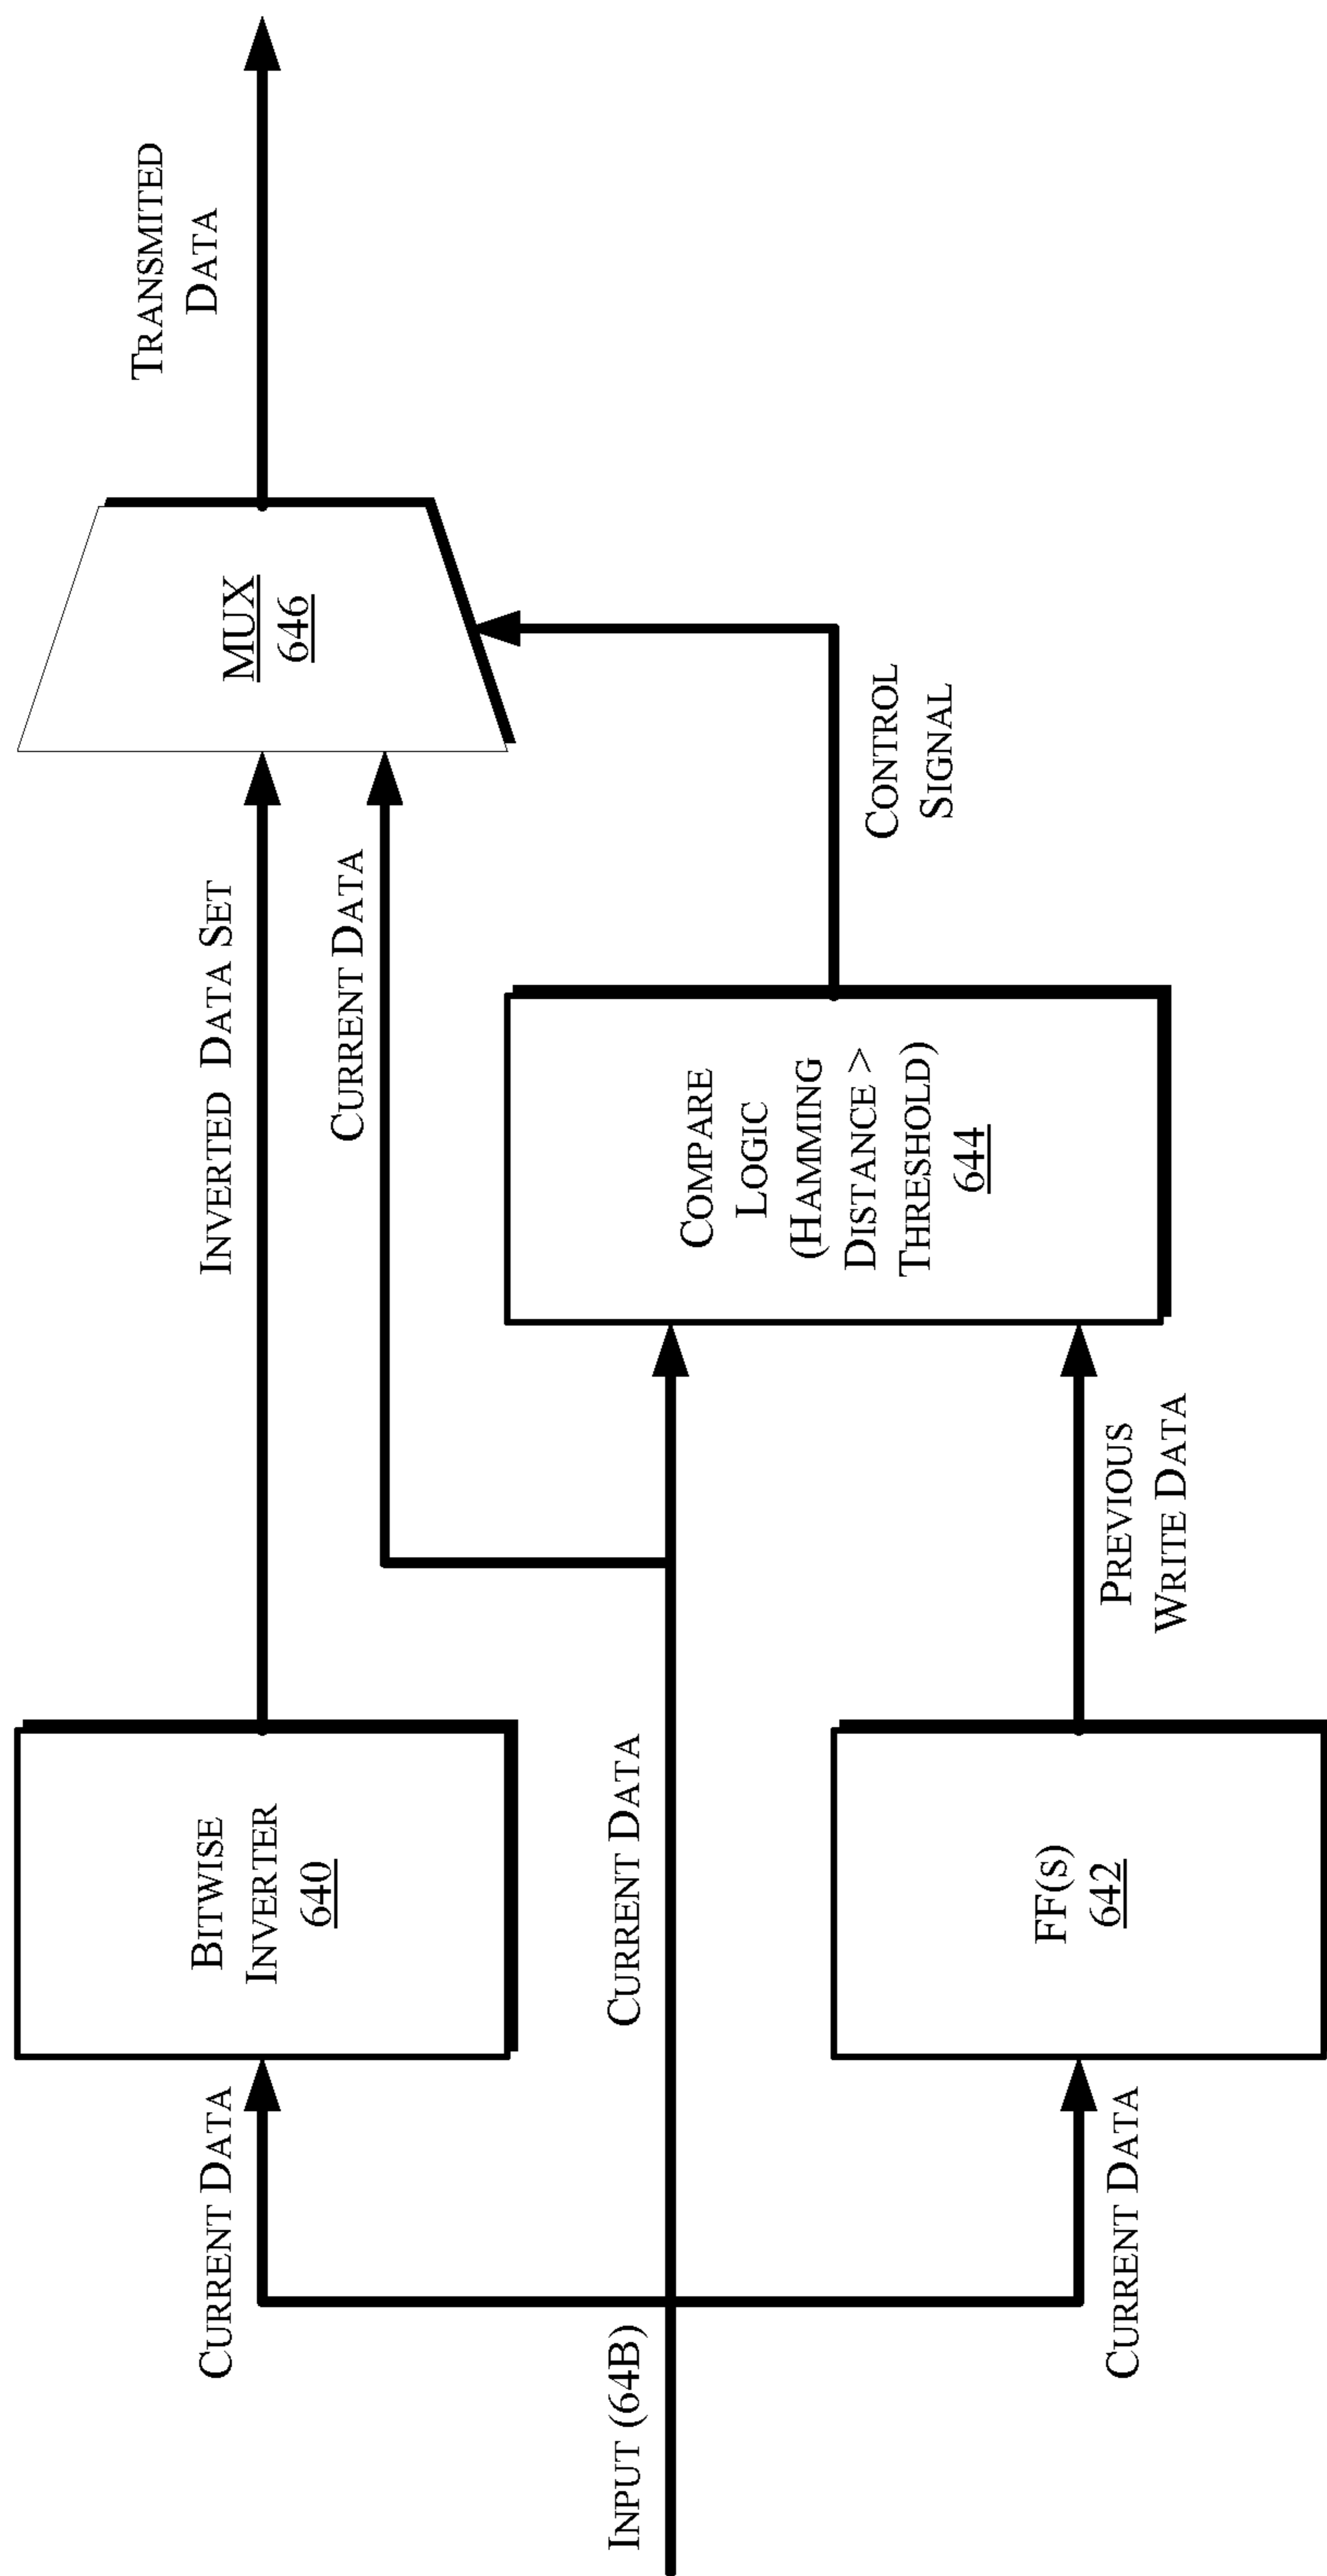 INPUT (64B)
CURRENT DATA
CURRENT DATA
CURRENT DATA
BITWISE
INVERTER
640
FF(S)
642
INVERTED DATA SET
CURRENT DATA
PREVIOUS
WRITE DATA
COMPARE
LOGIC
(HAMMING
DISTANCE >
THRESHOLD)
644
CONTROL
SIGNAL
MUX
646
TRANSMITED
DATA